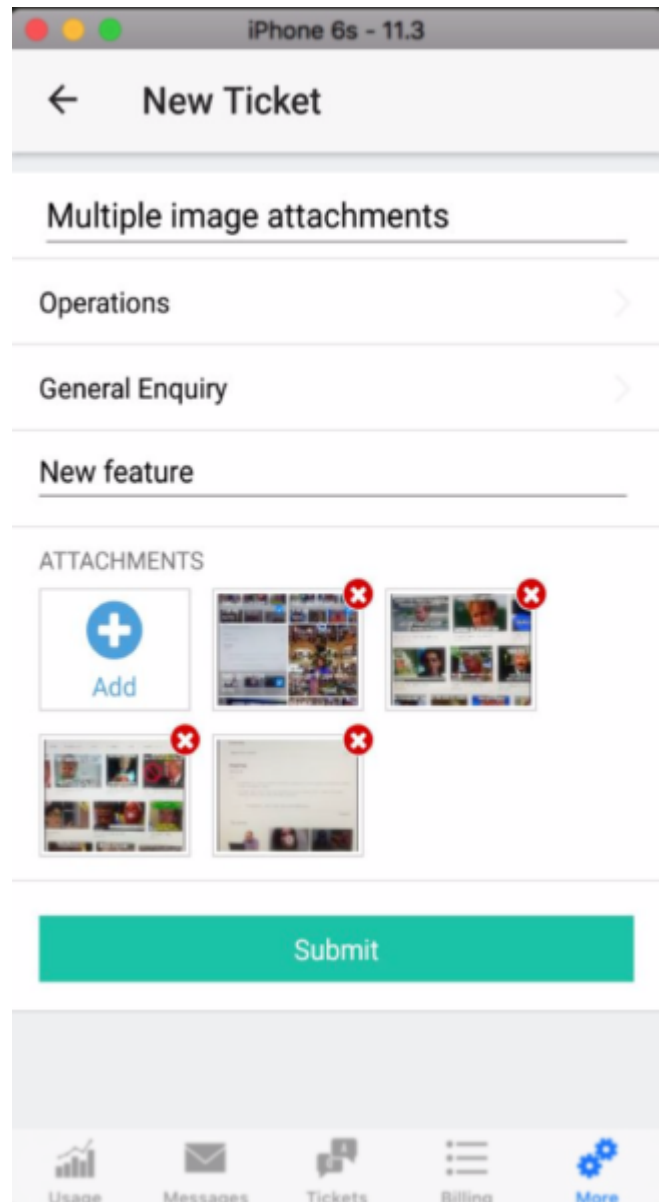 iPhone 6s - 11.3
New Ticket
Multiple image attachments
Operations
General Enquiry
New feature
ATTACHMENTS
Add
Submit
Usage Messages Tickets Billing More